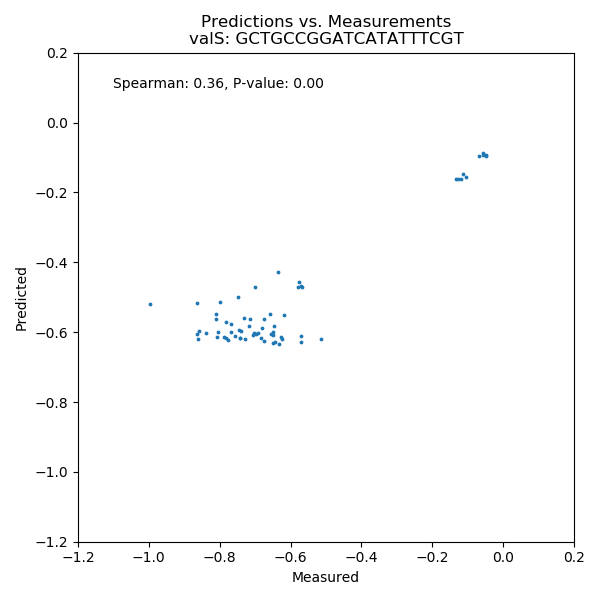 Predictions vs. Measurements
valS: GCTGCCGGATCATATTTCGT
Spearman: 0.36, P-value: 0.00
0.2
0.0
−0.2
−0.4
−0.6
−0.8
−1.0
−1.2
Predicted
−1.2 −1.0 −0.8 −0.6 −0.4 −0.2 0.0 0.2
Measured